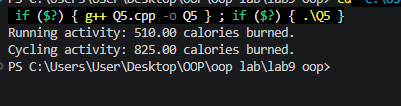 if ($?) { g++ Q5.cpp -o Q5 } ; if ($?) { .\Q5 }
Running activity: 510.00 calories burned.
Cycling activity: 825.00 calories burned.
PS C:\Users\User\Desktop\OOP\oop lab\lab9 oop>